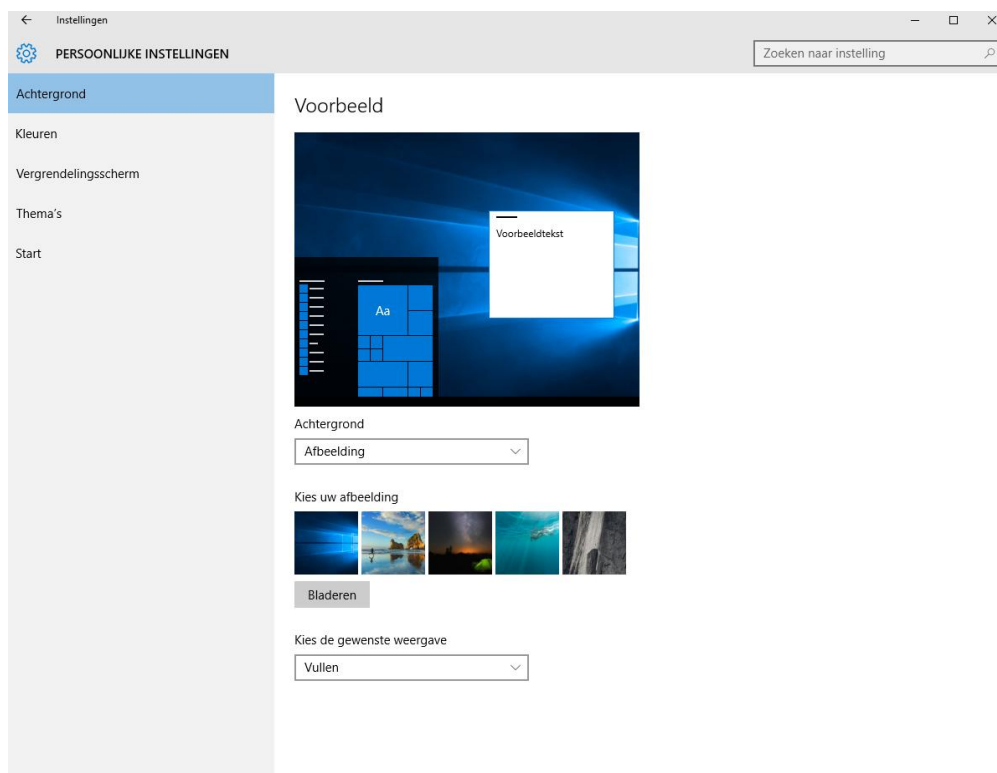 Instellingen
PERSOONLIJKE INSTELLINGEN
Zoeken naar instelling
Achtergrond
Kleuren
Vergrendelingsscherm
Thema's
Start
Voorbeeld
Voorbeeldtekst
Aa
Achtergrond
Afbeelding
Kies uw afbeelding
Bladeren
Kies de gewenste weergave
Vullen